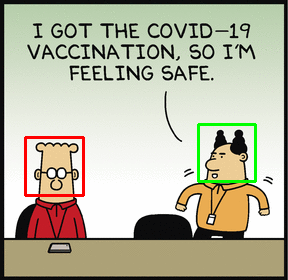 I GOT THE COVID-19
VACCINATION, SO I'M
FEELING SAFE.